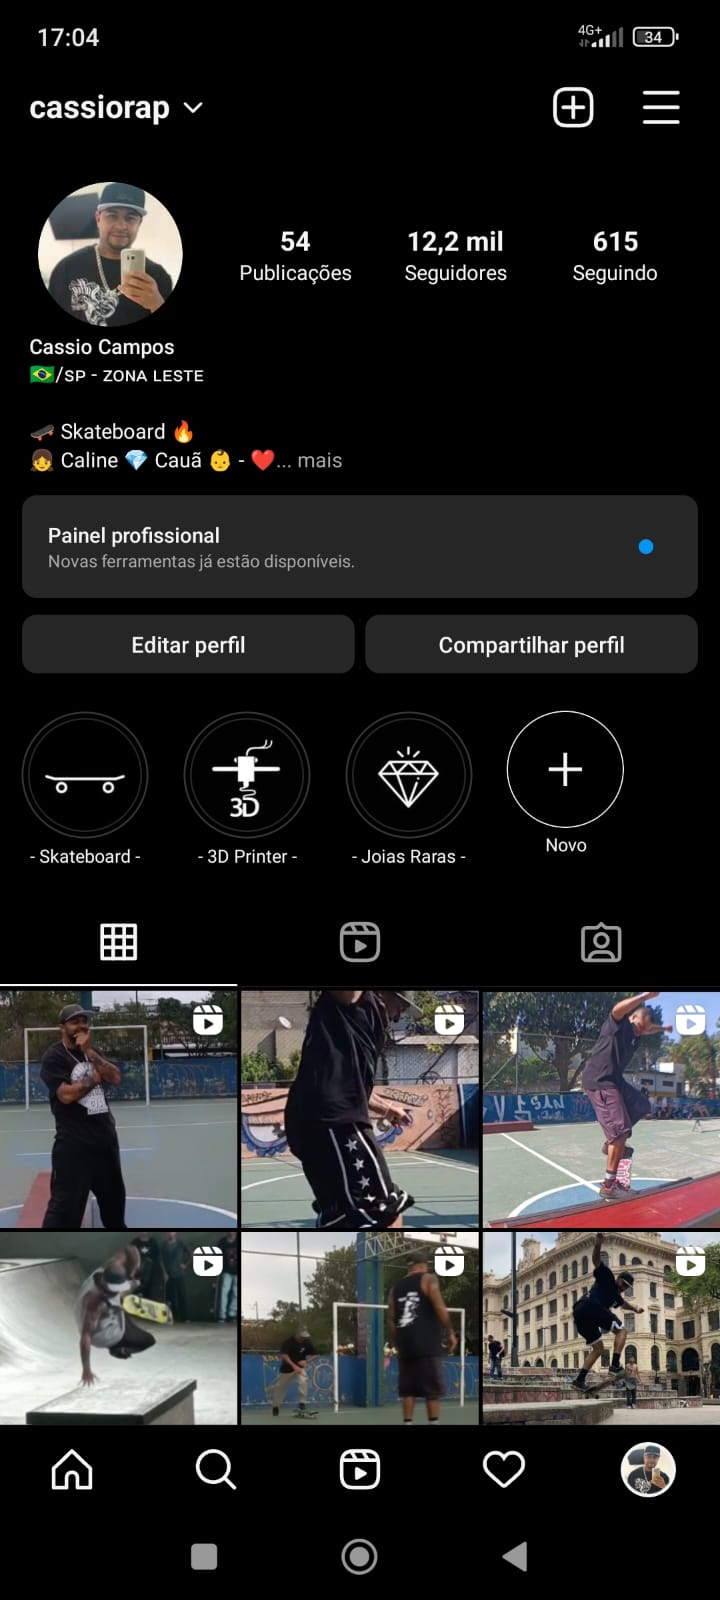 17:04
4G+
34
cassiorap
54
Publicações
12,2 mil
Seguidores
615
Seguindo
Cassio Campos
🇧🇷/SP - ZONA LESTE
🛹 Skateboard 🔥
👧 Caline 💎 Cauã 👶 - ❤️... mais
Painel profissional
Novas ferramentas já estão disponíveis.
Editar perfil
Compartilhar perfil
3D
- Skateboard -
- 3D Printer -
- Joias Raras -
Novo